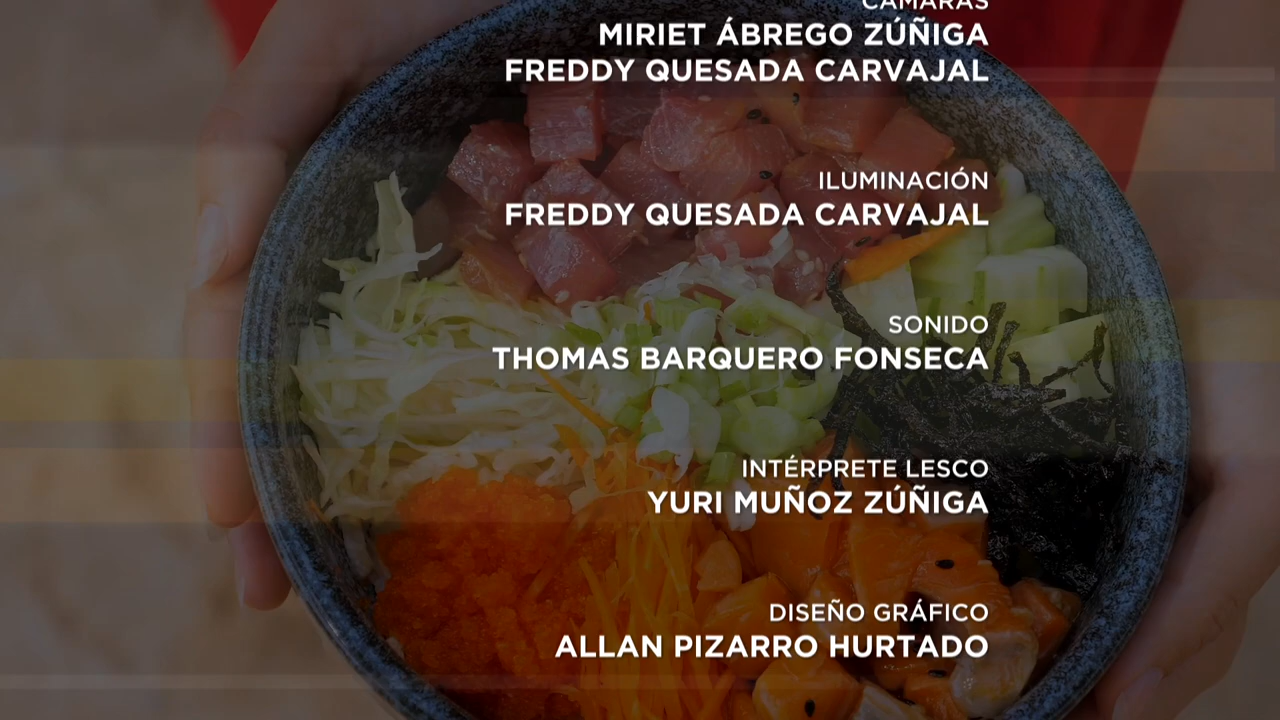 CÁMARAS
MIRIET ÁBREGO ZÚÑIGA
FREDDY QUESADA CARVAJAL
ILUMINACIÓN
FREDDY QUESADA CARVAJAL
SONIDO
THOMAS BARQUERO FONSECA
INTÉRPRETE LESCO
YURI MUÑOZ ZÚÑIGA
DISEÑO GRÁFICO
ALLAN PIZARRO HURTADO